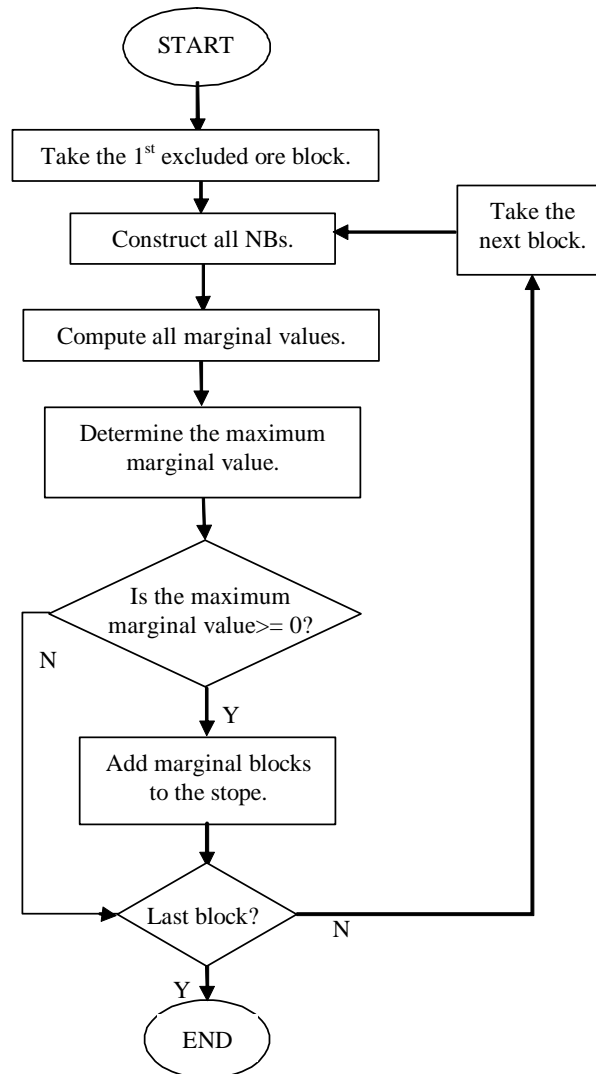 START
Take the 1st excluded ore block.
Construct all NBs.
Take the
next block.
Compute all marginal values.
Determine the maximum
marginal value.
Is the maximum
marginal value>= 0?
N
Y
Add marginal blocks
to the stope.
Last block?
N
Y
END